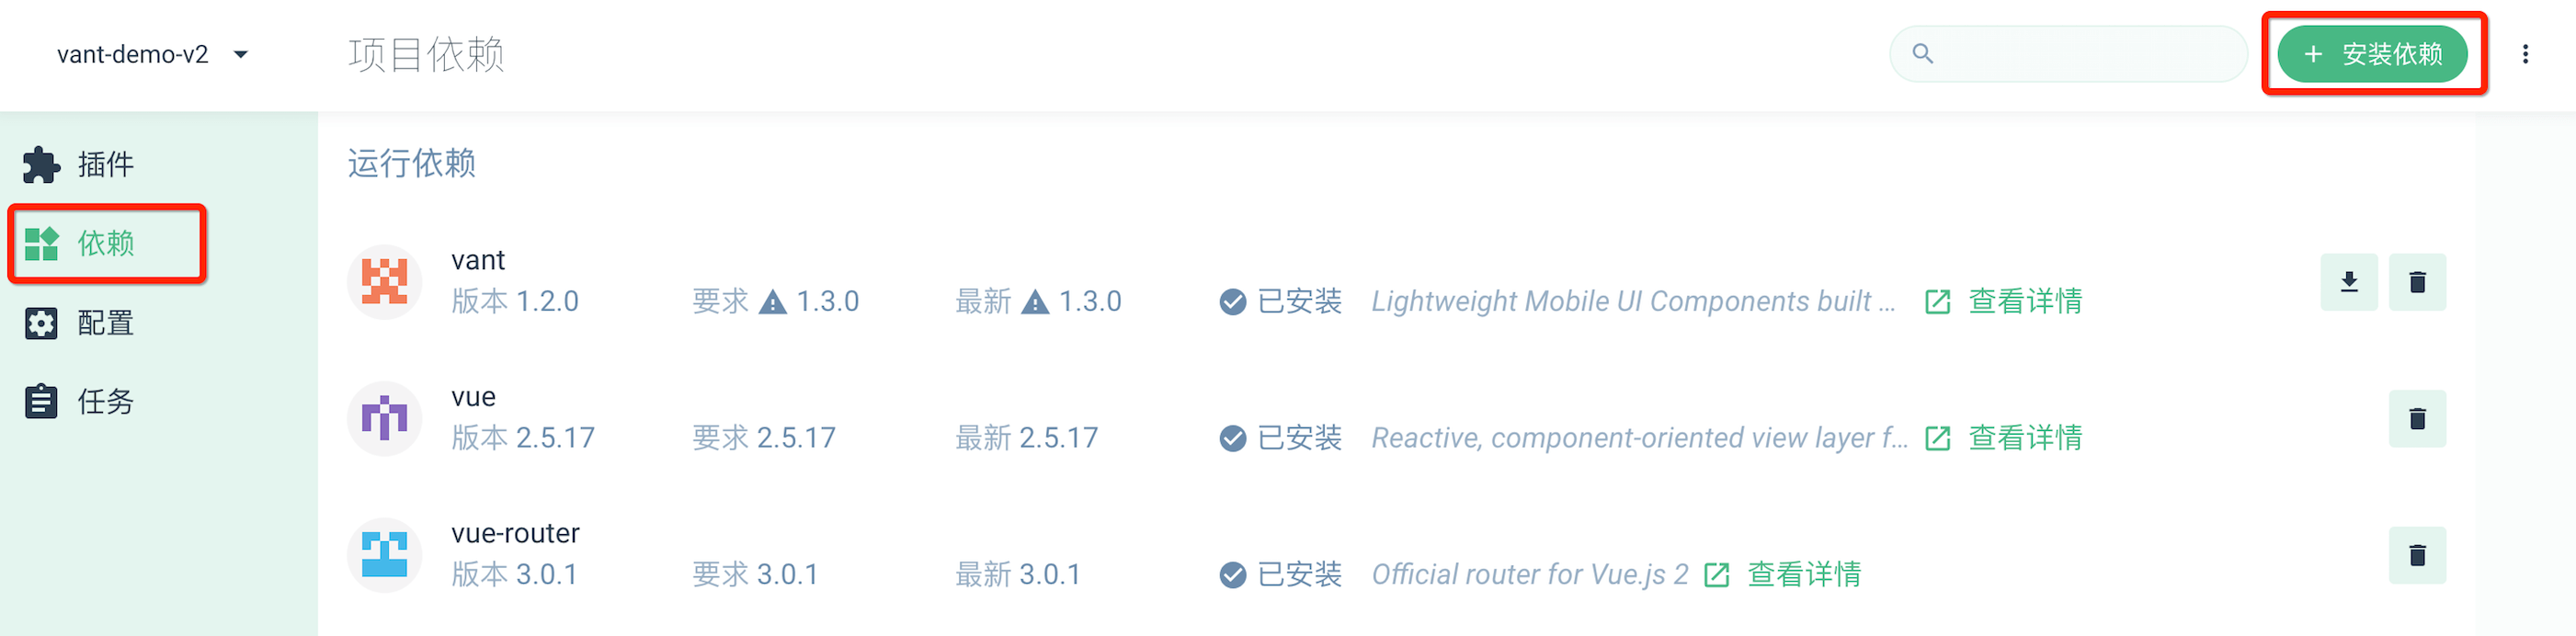 vant-demo-v2
项目依赖
安装依赖
插件
依赖
配置
任务
运行依赖
vant
版本 1.2.0 要求 1.3.0 最新 1.3.0 已安装 Lightweight Mobile UI Components built ... 查看详情
vue
版本 2.5.17 要求 2.5.17 最新 2.5.17 已安装 Reactive, component-oriented view layer f... 查看详情
vue-router
版本 3.0.1 要求 3.0.1 最新 3.0.1 已安装 Official router for Vue.js 2 查看详情